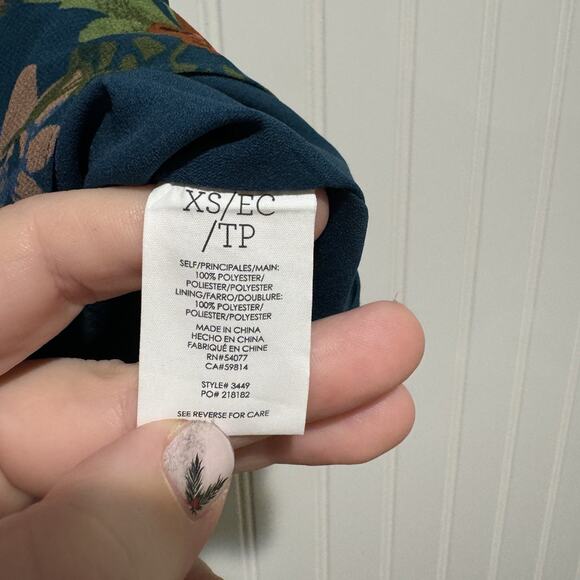 XS/EC
/TP
SELF/PRINCIPALES/MAIN:
100% POLYESTER/
POLIESTER/POLYESTER
LINING/FARRO/DOUBLURE:
100% POLYESTER/
POLIESTER/POLYESTER
MADE IN CHINA
HECHO EN CHINA
FABRIQUÉ EN CHINE
RN#54077
CA#59814
STYLE# 3449
PO# 218182
SEE REVERSE FOR CARE